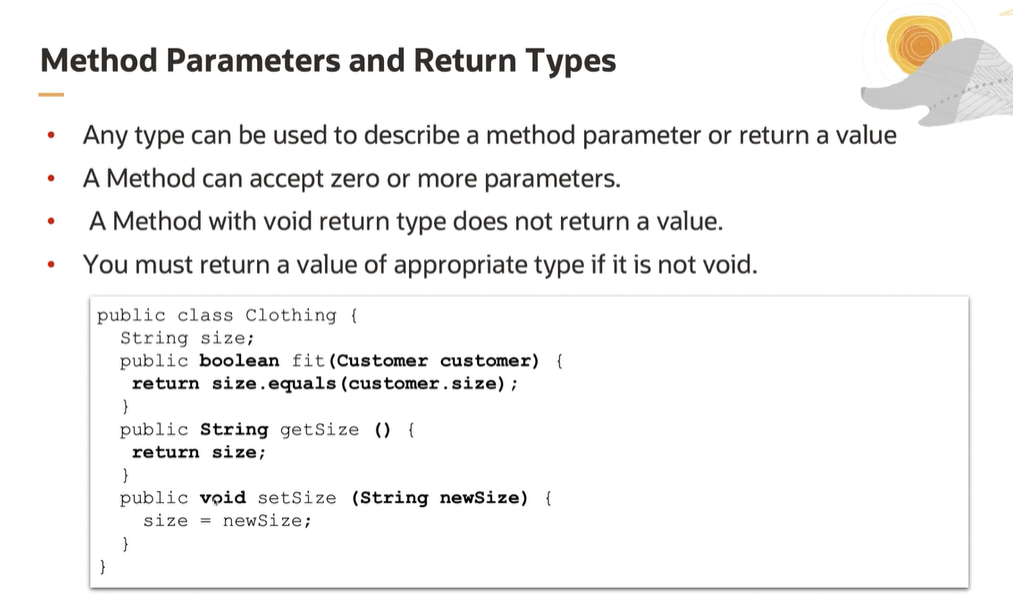 Method Parameters and Return Types
• Any type can be used to describe a method parameter or return a value
• A Method can accept zero or more parameters.
• A Method with void return type does not return a value.
• You must return a value of appropriate type if it is not void.
public class Clothing {
  String size;
  public boolean fit(Customer customer) {
   return size.equals(customer.size);
  }
  public String getSize () {
   return size;
  }
  public void setSize (String newSize) {
    size = newSize;
  }
}